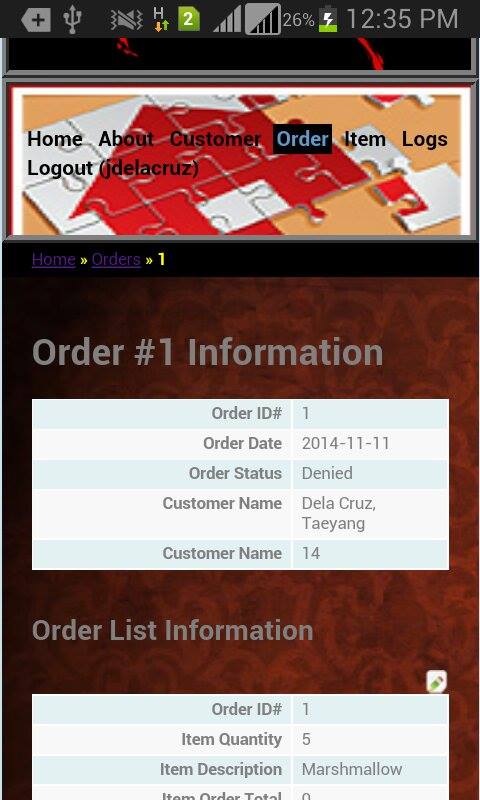 H 2 26% 12:35 PM
Home About Customer Order Item Logs
Logout (jdelacruz)
Home » Orders » 1
Order #1 Information
Order ID# 1
Order Date 2014-11-11
Order Status Denied
Customer Name Dela Cruz,
Taeyang
Customer Name 14
Order List Information
Order ID# 1
Item Quantity 5
Item Description Marshmallow
Item Order Total 0